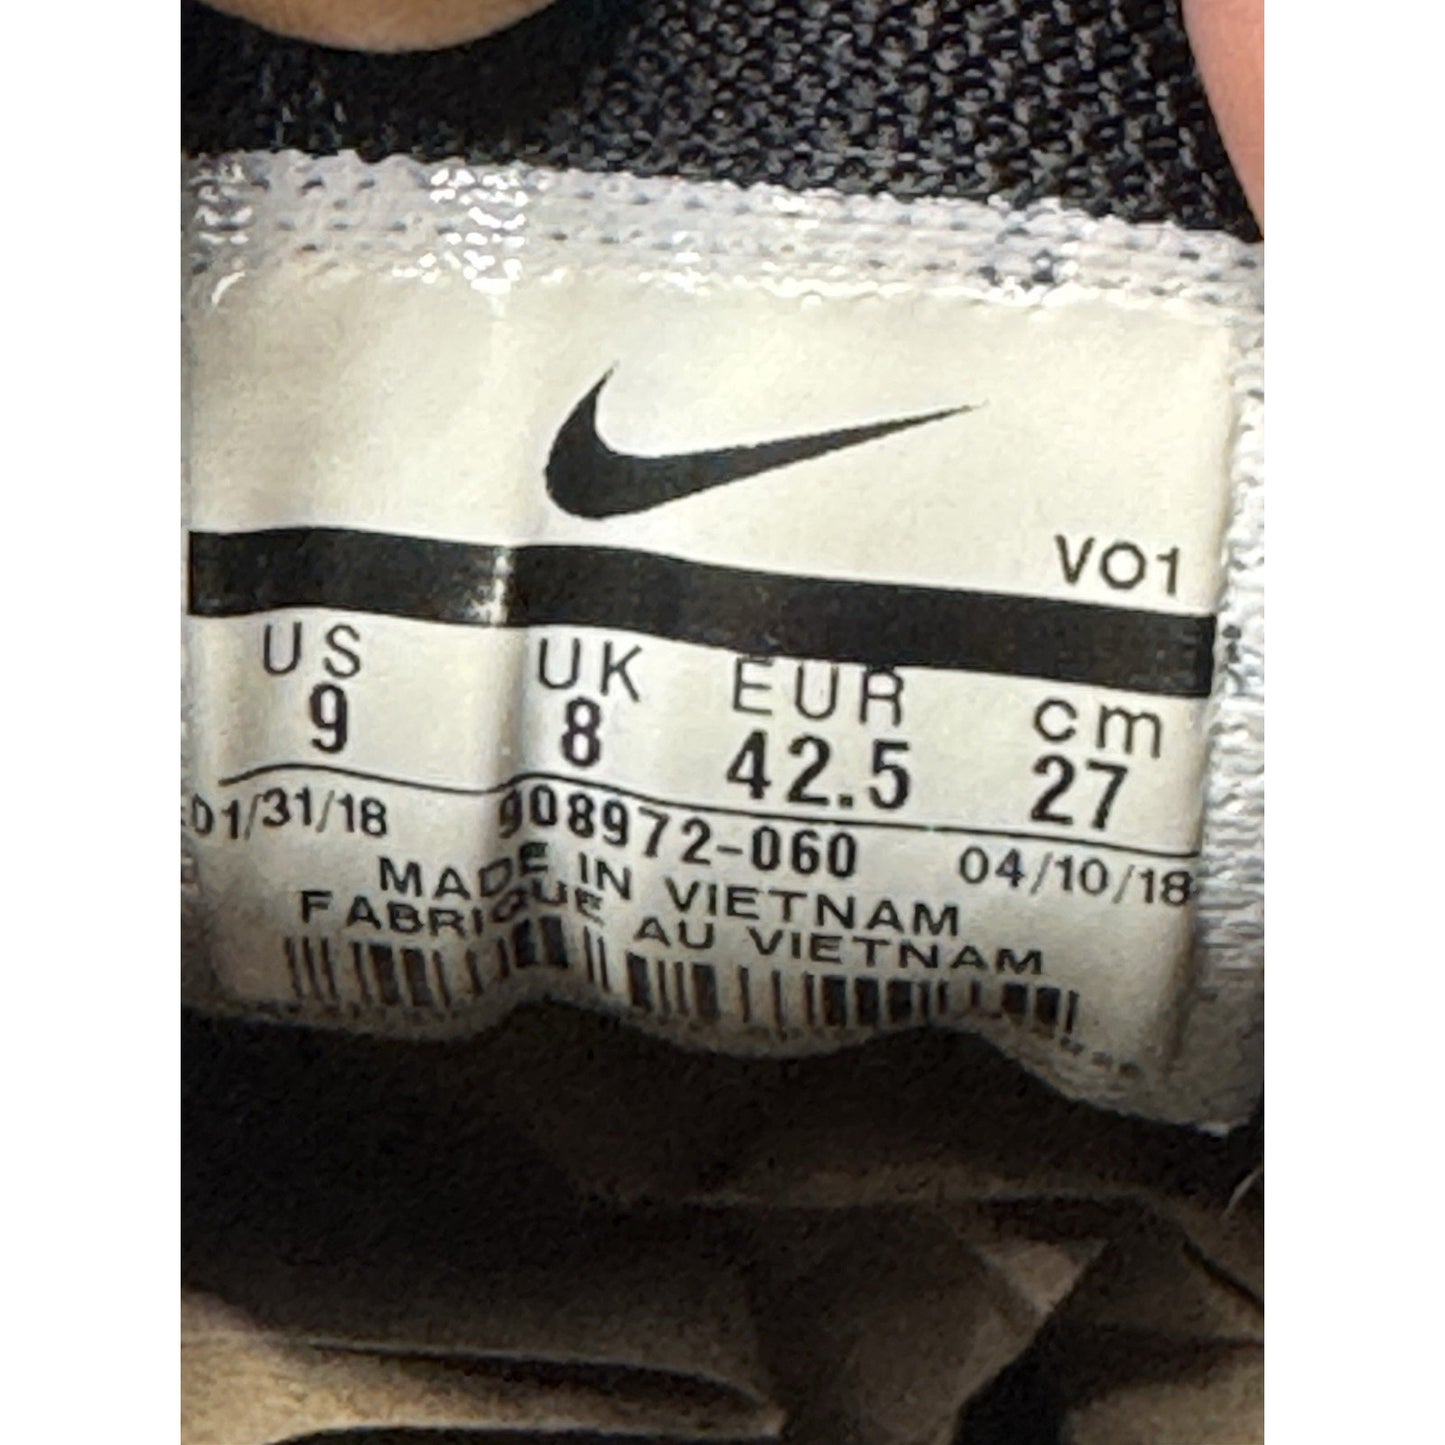 VO1
US UK EUR cm
9 8 42.5 27
01/31/18 908972-060 04/10/18
MADE IN VIETNAM
FABRIQUE AU VIETNAM